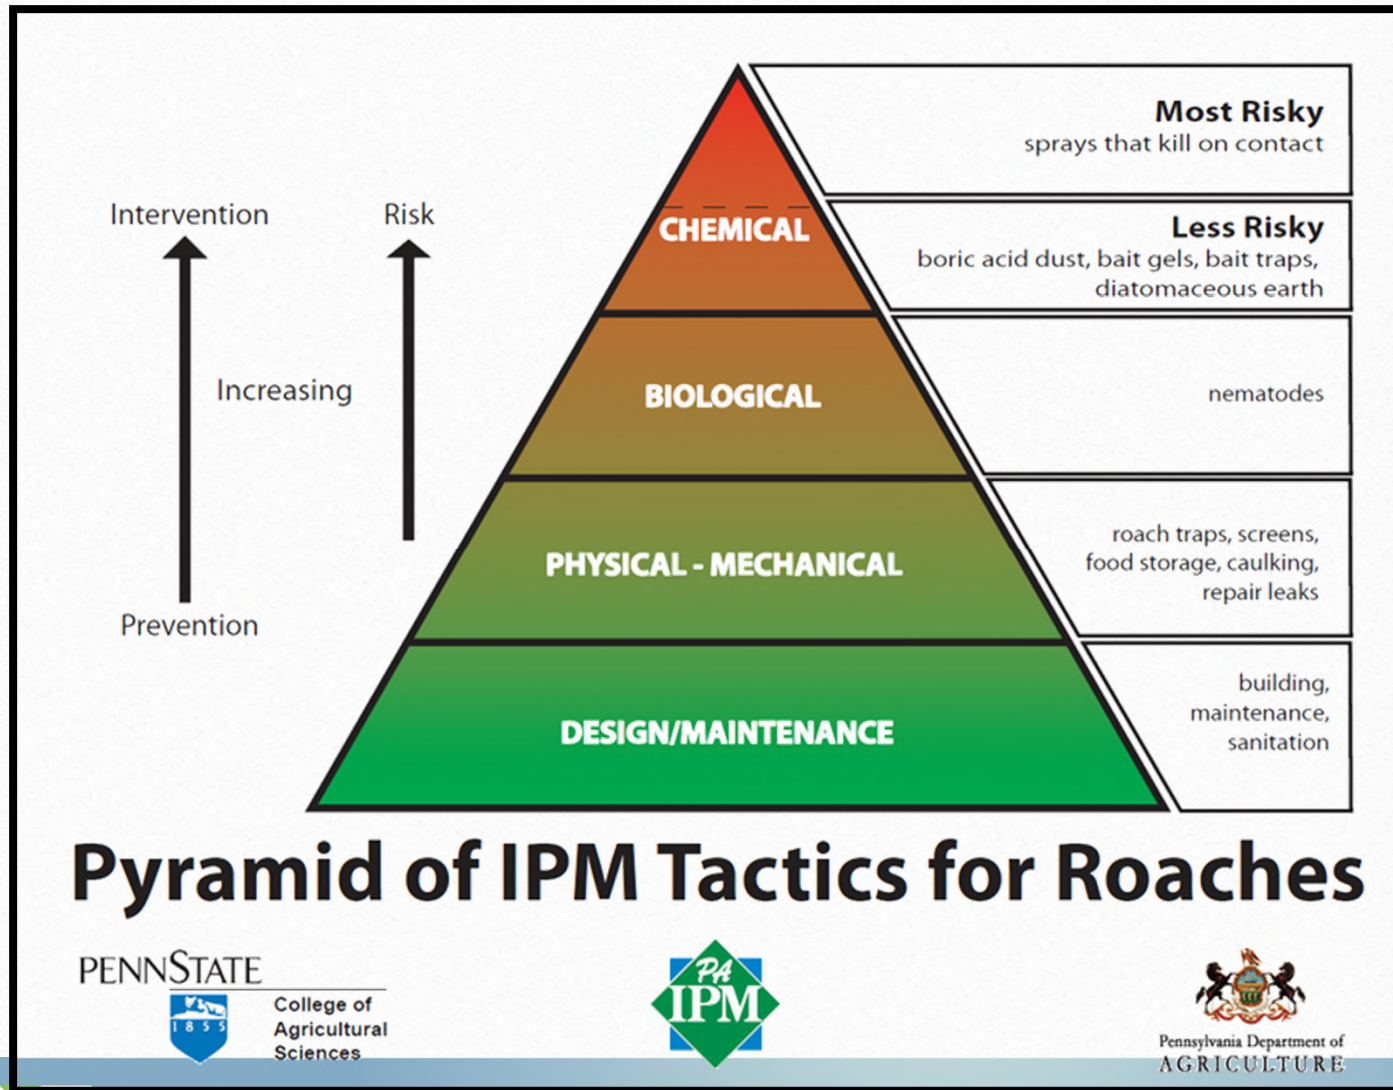 Most Risky
sprays that kill on contact
Intervention
Risk
CHEMICAL
Less Risky
boric acid dust, bait gels, bait traps,
diatomaceous earth
Increasing
BIOLOGICAL
nematodes
PHYSICAL - MECHANICAL
roach traps, screens,
food storage, caulking,
repair leaks
Prevention
DESIGN/MAINTENANCE
building,
maintenance,
sanitation
Pyramid of IPM Tactics for Roaches
PENNSTATE
1855
College of
Agricultural
Sciences
PA
IPM
Pennsylvania Department of
AGRICULTURE